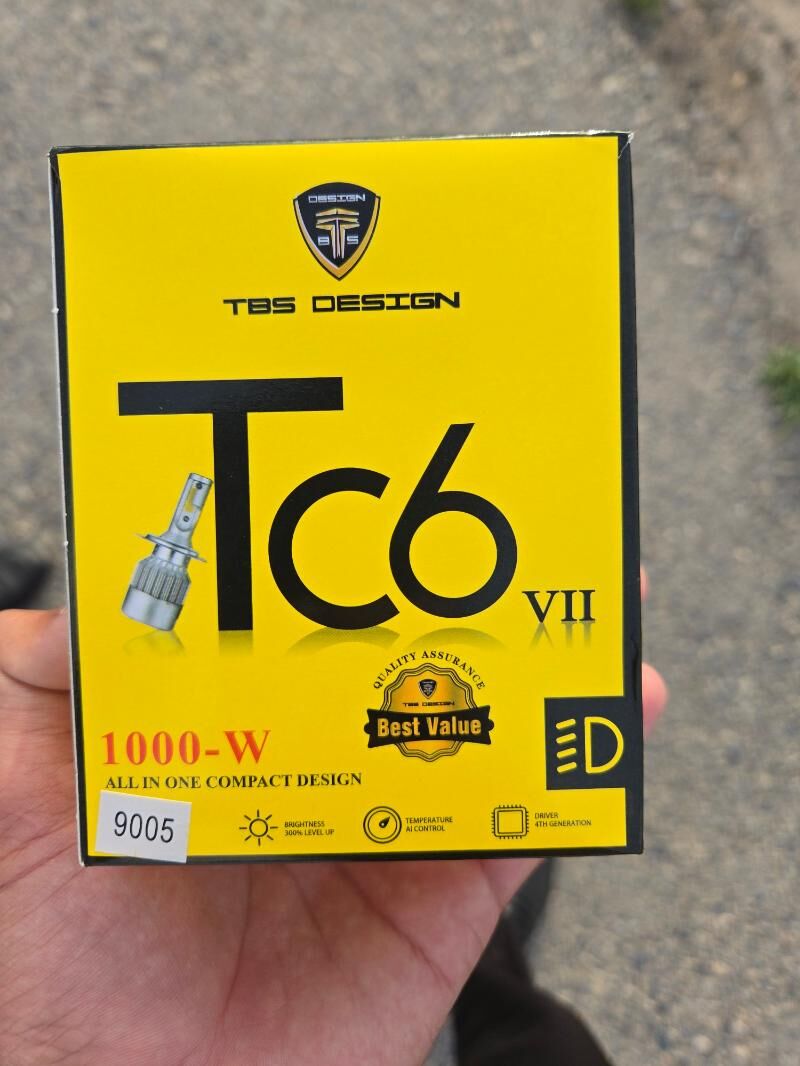 DESIGN
T
B S
TBS DESIGN
Tc6 VII
QUALITY ASSURANCE
TBS DESIGN
Best Value
1000-W
ALL IN ONE COMPACT DESIGN
9005
BRIGHTNESS
300% LEVEL UP
TEMPERATURE
AI CONTROL
DRIVER
4TH GENERATION